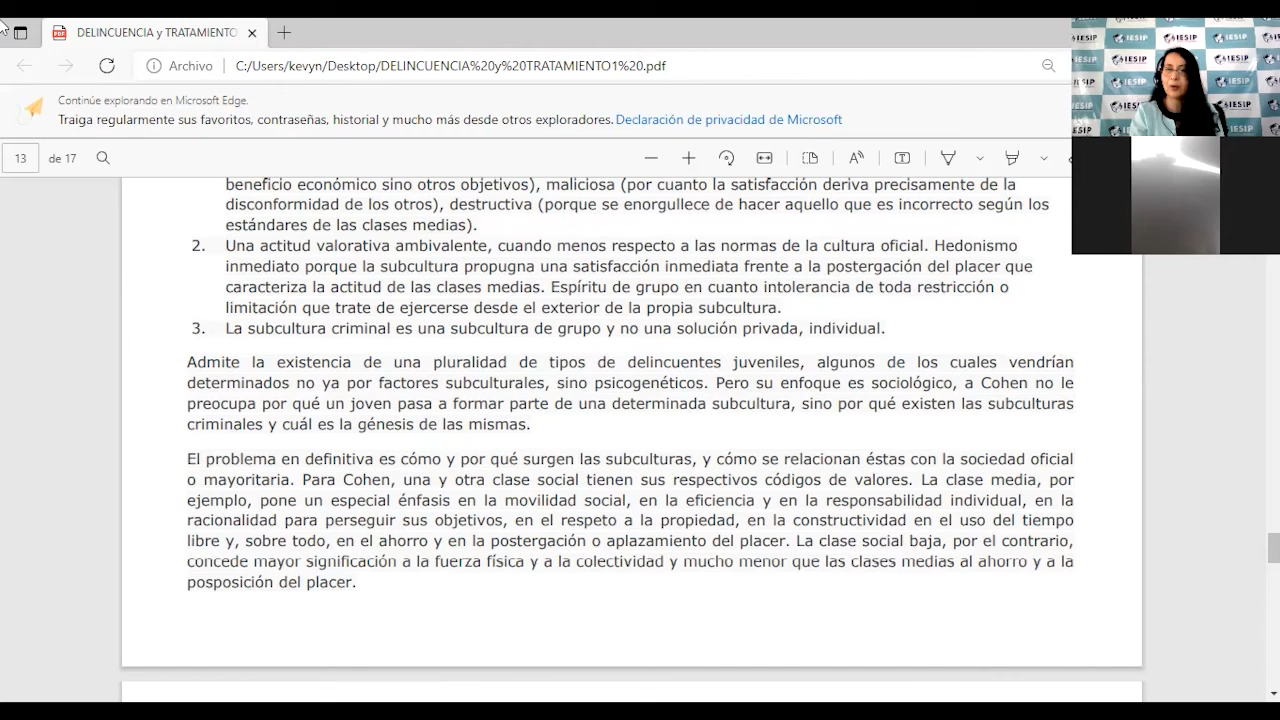 DELINCUENCIA y TRATAMIENTO
Archivo C:/Users/kevyn/Desktop/DELINCUENCIA%20y%20TRATAMIENTO1%20.pdf
Continúe explorando en Microsoft Edge.
Traiga regularmente sus favoritos, contraseñas, historial y mucho más desde otros exploradores. Declaración de privacidad de Microsoft
13 de 17
beneficio económico sino otros objetivos), maliciosa (por cuanto la satisfacción deriva precisamente de la
disconformidad de los otros), destructiva (porque se enorgullece de hacer aquello que es incorrecto según los
estándares de las clases medias).
2. Una actitud valorativa ambivalente, cuando menos respecto a las normas de la cultura oficial. Hedonismo
inmediato porque la subcultura propugna una satisfacción inmediata frente a la postergación del placer que
caracteriza la actitud de las clases medias. Espíritu de grupo en cuanto intolerancia de toda restricción o
limitación que trate de ejercerse desde el exterior de la propia subcultura.
3. La subcultura criminal es una subcultura de grupo y no una solución privada, individual.
Admite la existencia de una pluralidad de tipos de delincuentes juveniles, algunos de los cuales vendrían
determinados no ya por factores subculturales, sino psicogenéticos. Pero su enfoque es sociológico, a Cohen no le
preocupa por qué un joven pasa a formar parte de una determinada subcultura, sino por qué existen las subculturas
criminales y cuál es la génesis de las mismas.
El problema en definitiva es cómo y por qué surgen las subculturas, y cómo se relacionan éstas con la sociedad oficial
o mayoritaria. Para Cohen, una y otra clase social tienen sus respectivos códigos de valores. La clase media, por
ejemplo, pone un especial énfasis en la movilidad social, en la eficiencia y en la responsabilidad individual, en la
racionalidad para perseguir sus objetivos, en el respeto a la propiedad, en la constructividad en el uso del tiempo
libre y, sobre todo, en el ahorro y en la postergación o aplazamiento del placer. La clase social baja, por el contrario,
concede mayor significación a la fuerza física y a la colectividad y mucho menor que las clases medias al ahorro y a la
posposición del placer.
IESIP
IESIP
IESIP
IESIP
IESIP
IESIP